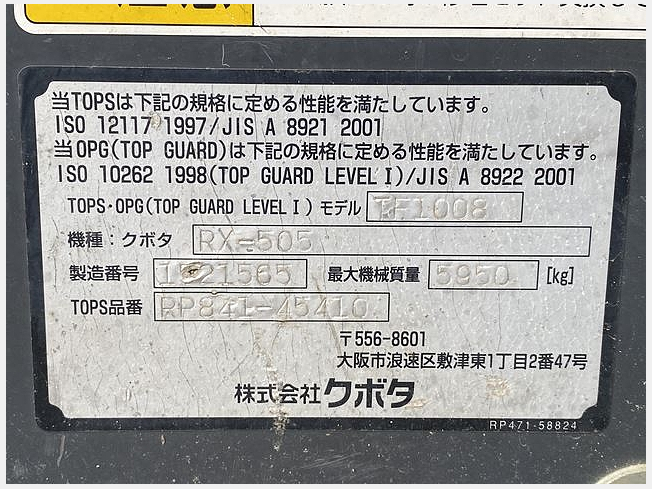 当TOPSは下記の規格に定める性能を満たしています。
ISO 12117 1997/JIS A 8921 2001
当OPG(TOP GUARD)は下記の規格に定める性能を満たしています。
ISO 10262 1998(TOP GUARD LEVEL I)/JIS A 8922 2001
TOPS・OPG(TOP GUARD LEVEL I) モデル TF1008
機種：クボタ RX-505
製造番号 1521565 最大機械質量 5950 [kg]
TOPS品番 RP841-45410
〒556-8601
大阪市浪速区敷津東1丁目2番47号
株式会社クボタ
RP471-58824